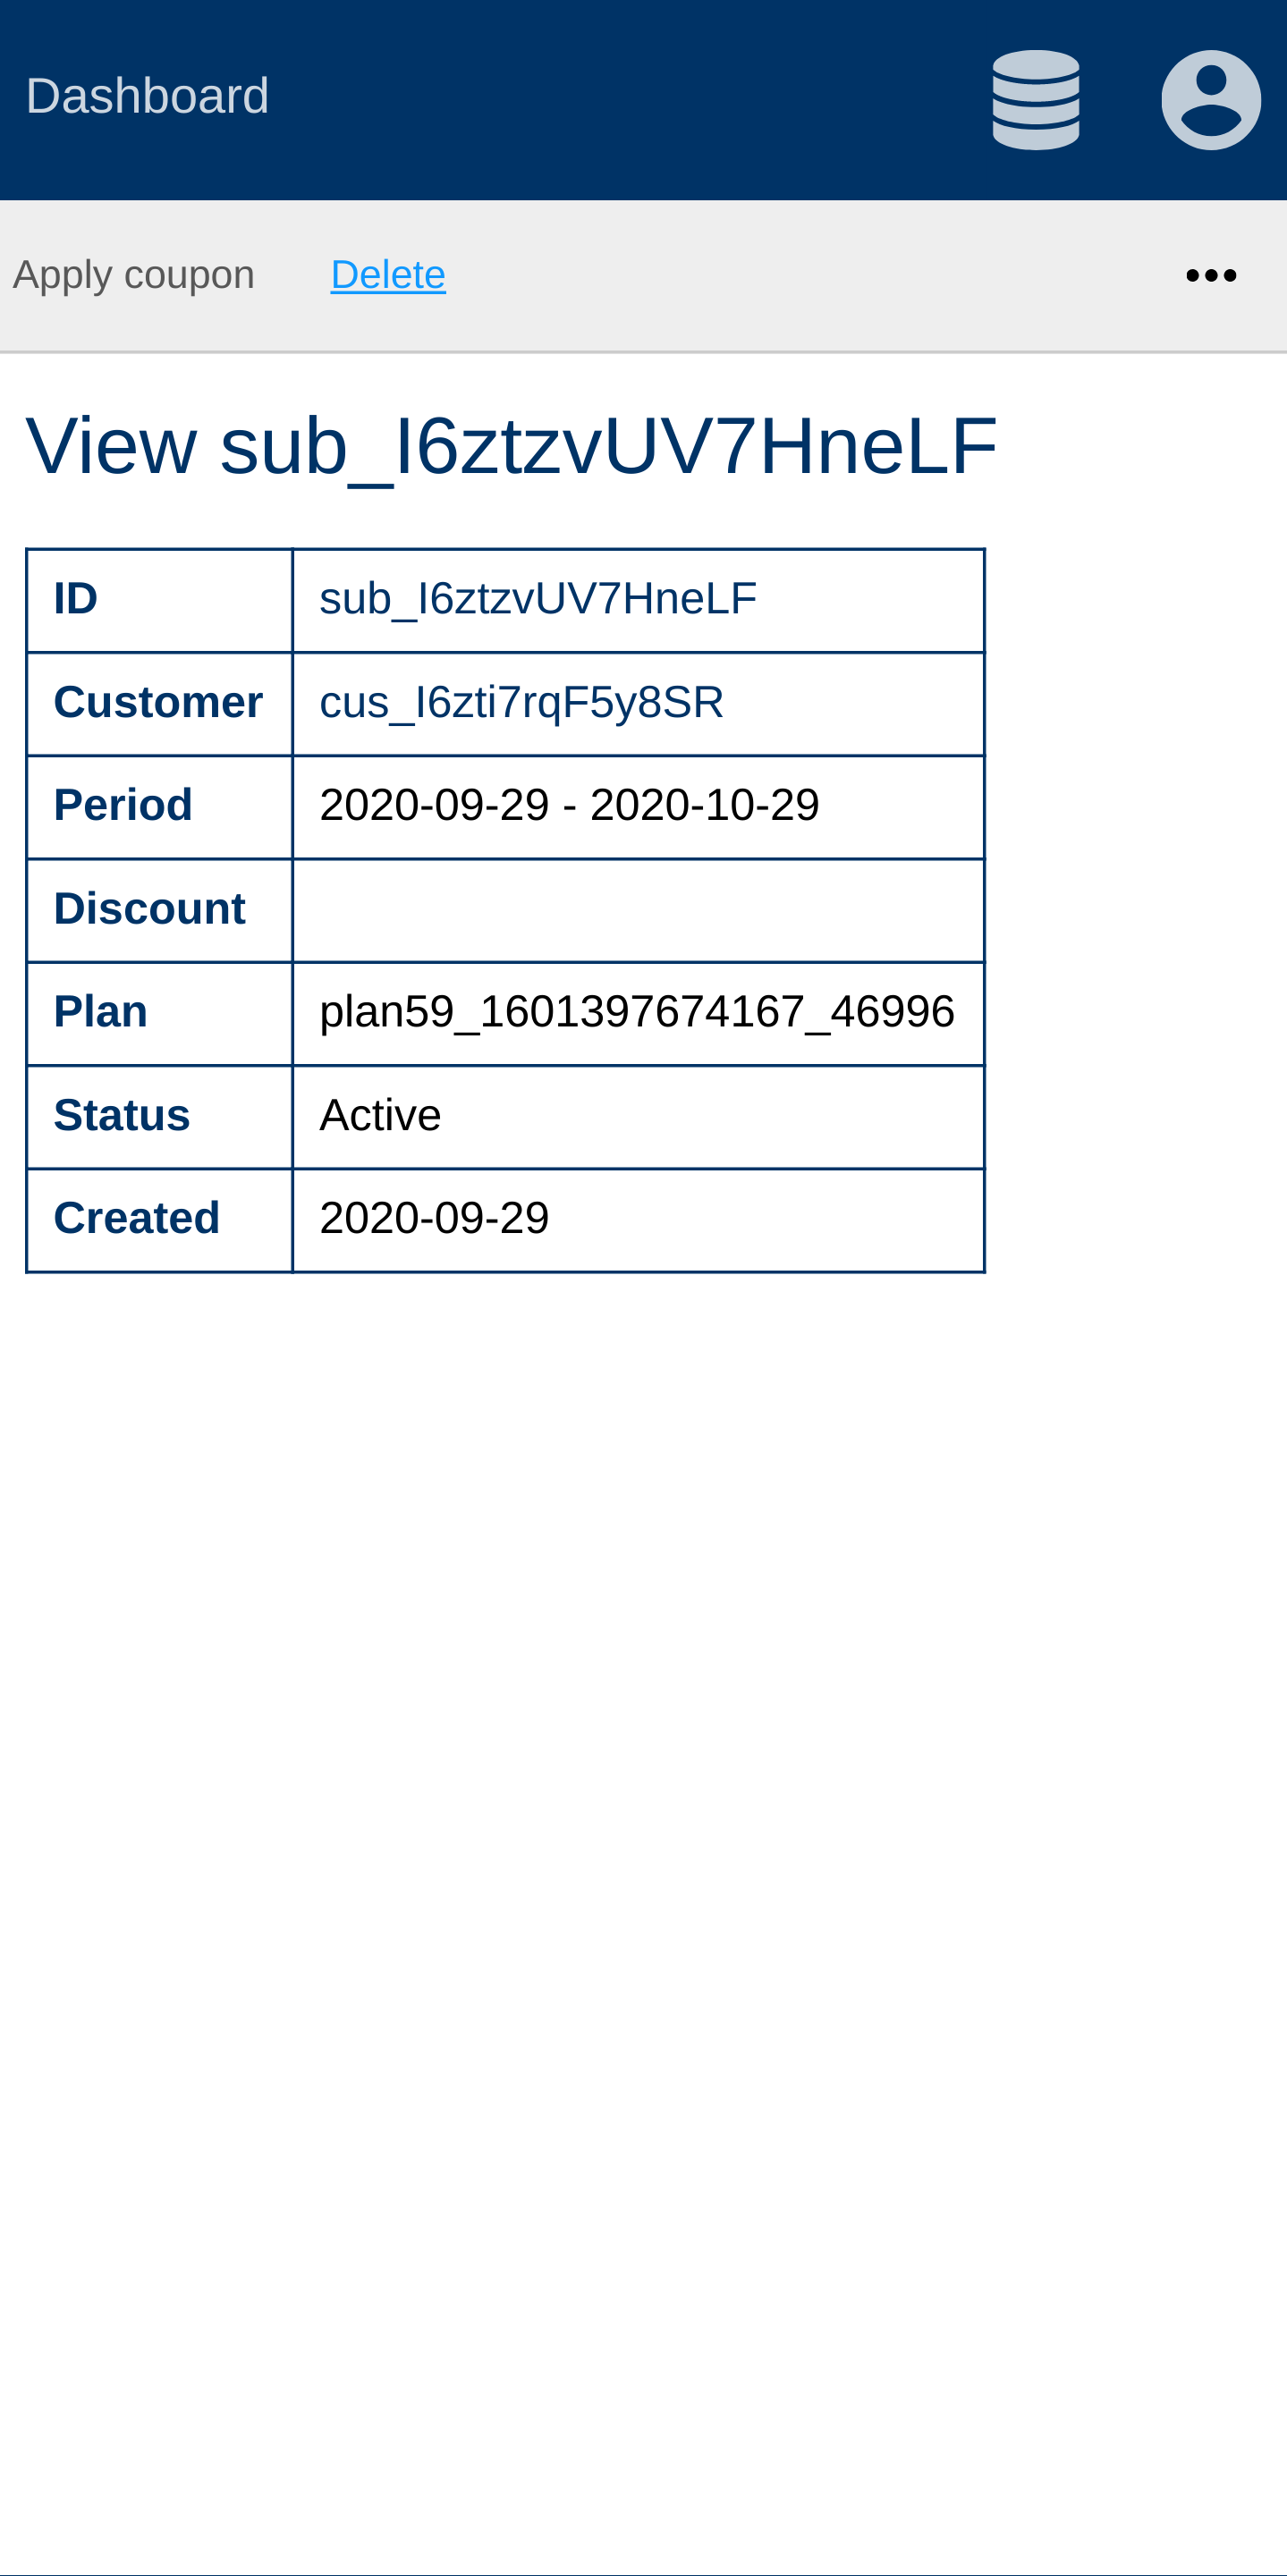 Dashboard
Apply coupon Delete
View sub_I6ztzvUV7HneLF
ID sub_I6ztzvUV7HneLF
Customer cus_I6zti7rqF5y8SR
Period 2020-09-29 - 2020-10-29
Discount
Plan plan59_1601397674167_46996
Status Active
Created 2020-09-29